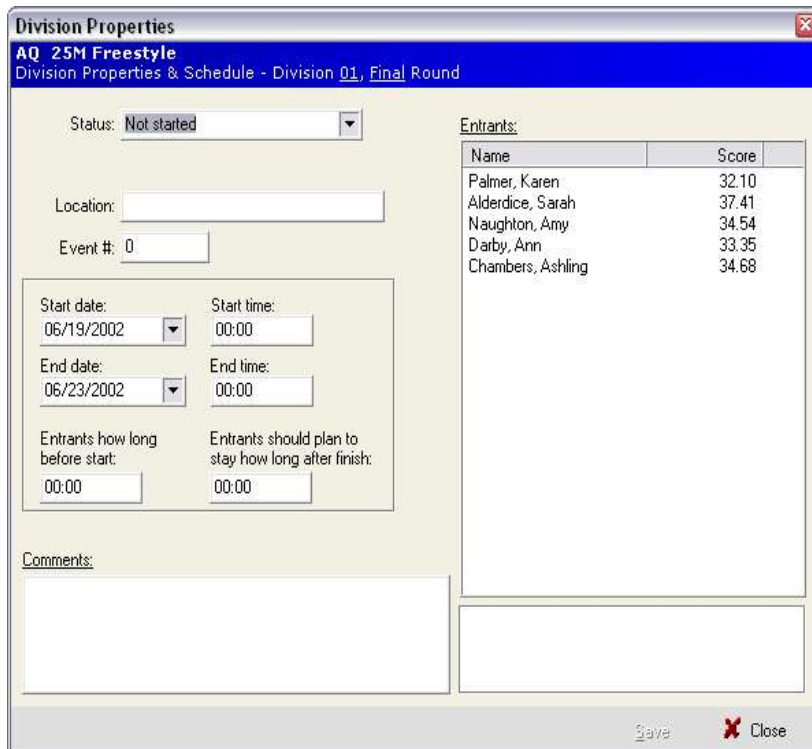 Division Properties
AQ 25M Freestyle
Division Properties & Schedule - Division 01, Final Round
Status: Not started
Location:
Event #: 0
Start date: Start time:
06/19/2002 00:00
End date: End time:
06/23/2002 00:00
Entrants how long Entrants should plan to
before start: stay how long after finish:
00:00 00:00
Comments:
Entrants:
Name Score
Palmer, Karen 32.10
Alderdice, Sarah 37.41
Naughton, Amy 34.54
Darby, Ann 33.35
Chambers, Ashling 34.68
Save Close